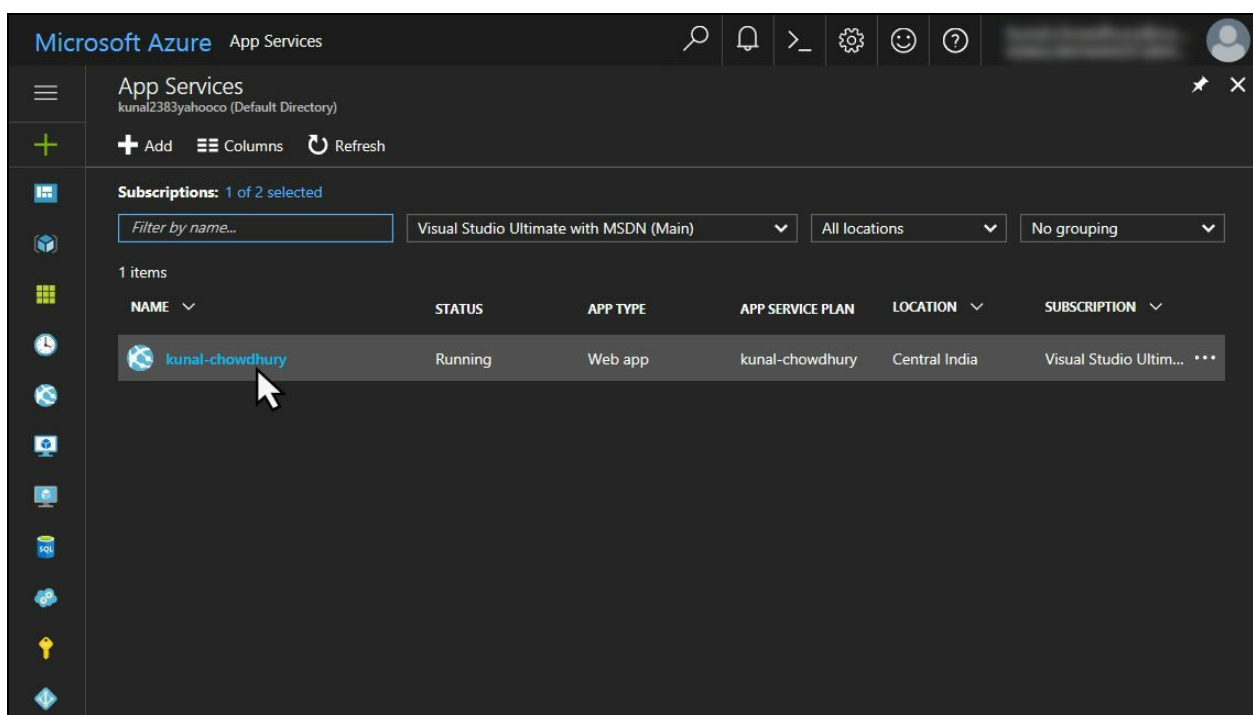 Microsoft Azure App Services
App Services
kunal2383yahooco (Default Directory)
Add Columns Refresh
Subscriptions: 1 of 2 selected
Filter by name... Visual Studio Ultimate with MSDN (Main) All locations No grouping
1 items
NAME STATUS APP TYPE APP SERVICE PLAN LOCATION SUBSCRIPTION
kunal-chowdhury Running Web app kunal-chowdhury Central India Visual Studio Ultim...
SQL